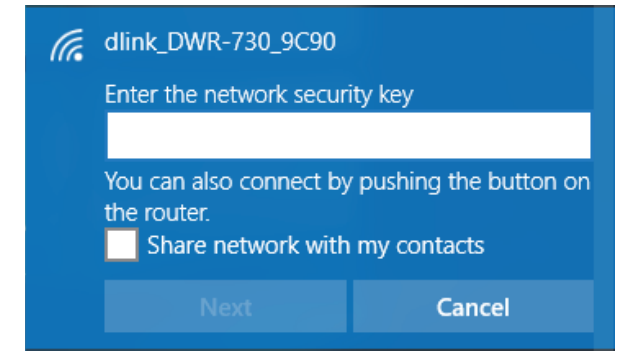 dlink_DWR-730_9C90
Enter the network security key
You can also connect by pushing the button on
the router.
Share network with my contacts
Next
Cancel